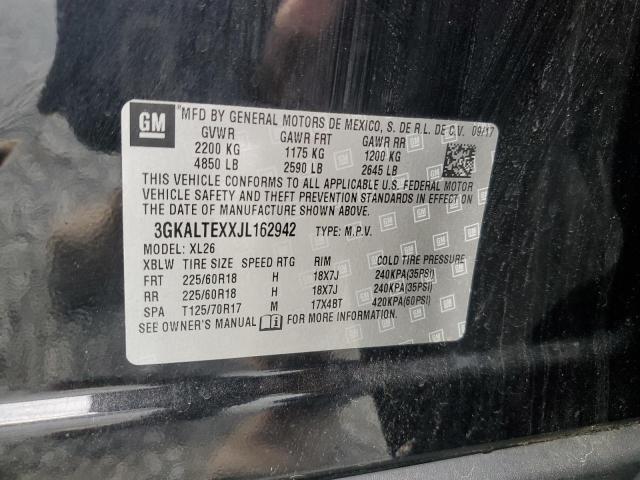 GM
MFD BY GENERAL MOTORS DE MEXICO, S. DE R.L. DE C.V. 09/17
GVWR GAWR FRT GAWR RR
2200 KG 1175 KG 1200 KG
4850 LB 2590 LB 2645 LB
THIS VEHICLE CONFORMS TO ALL APPLICABLE U.S. FEDERAL MOTOR
VEHICLE SAFETY AND THEFT PREVENTION STANDARDS IN EFFECT ON
THE DATE OF MANUFACTURE SHOWN ABOVE.
3GKALTEXXJL162942 TYPE: M.P.V.
MODEL: XL26
XBLW TIRE SIZE SPEED RTG RIM COLD TIRE PRESSURE
FRT 225/60R18 H 18X7J 240KPA(35PSI)
RR 225/60R18 H 18X7J 240KPA(35PSI)
SPA T125/70R17 M 17X4BT 420KPA(60PSI)
SEE OWNER'S MANUAL FOR MORE INFORMATION.